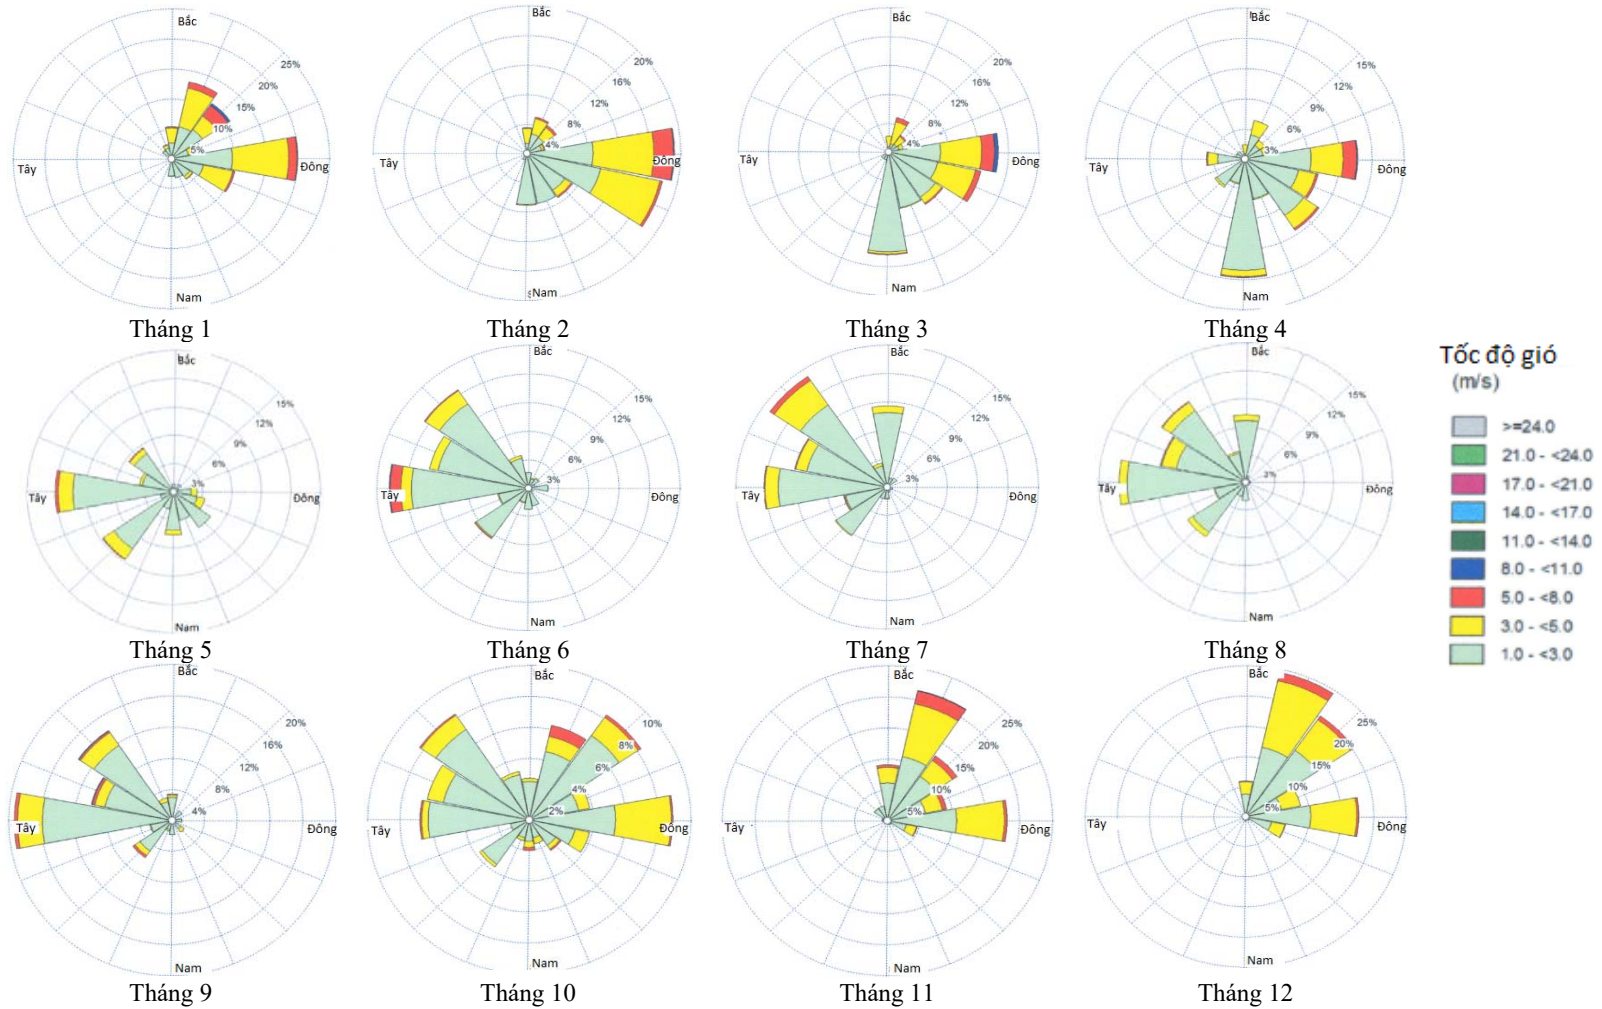 Bắc
25%
20%
15%
10%
5%
Tây
Đông
Nam
Tháng 1
Bắc
20%
16%
12%
8%
4%
Tây
Đông
Nam
Tháng 2
Bắc
20%
16%
12%
8%
4%
Tây
Đông
Nam
Tháng 3
Bắc
15%
9%
6%
3%
Tây
Đông
Nam
Tháng 4
Bắc
15%
12%
9%
6%
3%
Tây
Đông
Nam
Tháng 5
Bắc
15%
9%
6%
3%
Tây
Đông
Nam
Tháng 6
Bắc
15%
12%
9%
6%
3%
Tây
Đông
Nam
Tháng 7
Bắc
15%
12%
9%
6%
3%
Tây
Đông
Nam
Tháng 8
Tốc độ gió
(m/s)
>=24.0
21.0 - <24.0
17.0 - <21.0
14.0 - <17.0
11.0 - <14.0
8.0 - <11.0
5.0 - <8.0
3.0 - <5.0
1.0 - <3.0
Bắc
20%
16%
12%
8%
4%
Tây
Đông
Nam
Tháng 9
Bắc
10%
8%
6%
4%
2%
Tây
Đông
Nam
Tháng 10
Bắc
25%
20%
15%
10%
5%
Tây
Đông
Nam
Tháng 11
Bắc
25%
20%
15%
10%
5%
Tây
Đông
Nam
Tháng 12